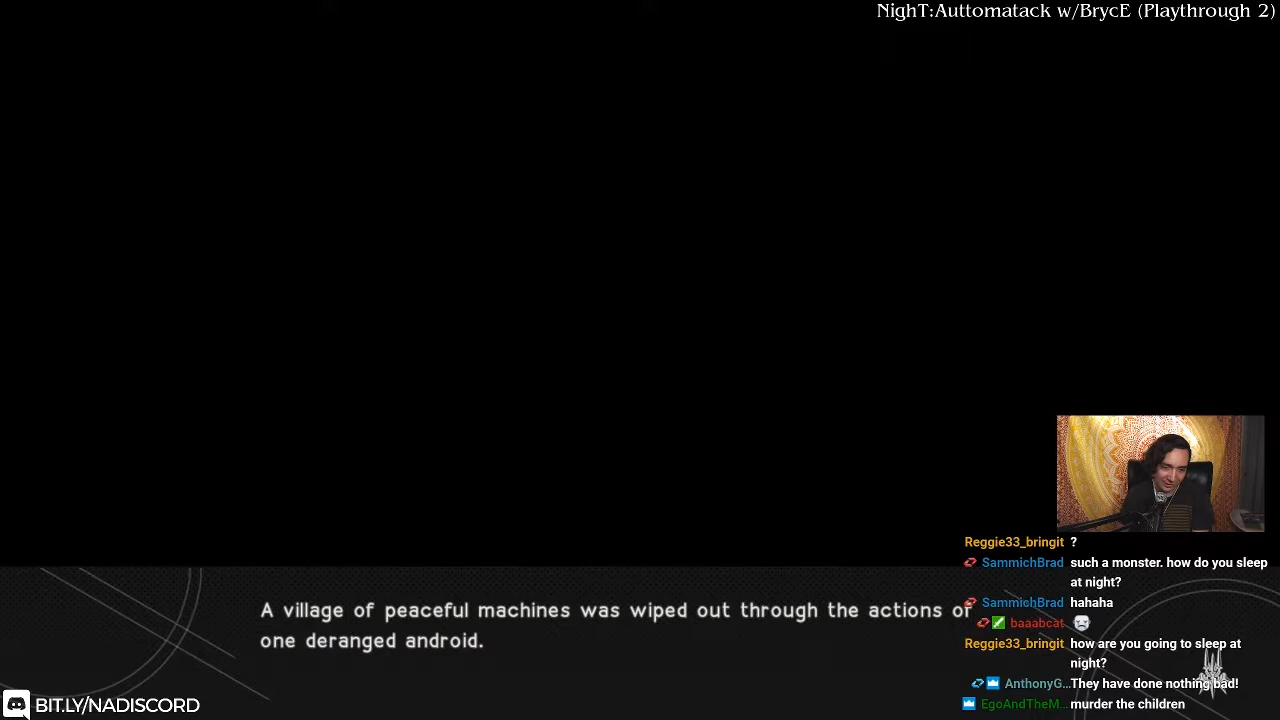 NighT:Auttomatack w/BrycE (Playthrough 2)
Reggie33_bringit ?
SammichBrad such a monster. how do you sleep
at night?
SammichBrad hahaha
baaabcat
Reggie33_bringit how are you going to sleep at
night?
AnthonyG... They have done nothing bad!
EgoAndTheM... murder the children
A village of peaceful machines was wiped out through the actions of
one deranged android.
BIT.LY/NADISCORD